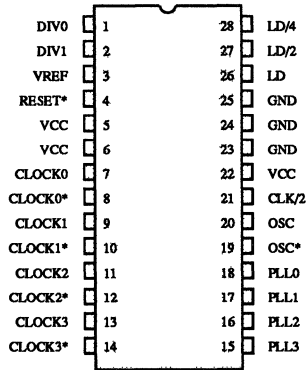 DIV0 1 28 LD/4
DIV1 2 27 LD/2
VREF 3 26 LD
RESET* 4 25 GND
VCC 5 24 GND
VCC 6 23 GND
CLOCK0 7 22 VCC
CLOCK0* 8 21 CLK/2
CLOCK1 9 20 OSC
CLOCK1* 10 19 OSC*
CLOCK2 11 18 PLL0
CLOCK2* 12 17 PLL1
CLOCK3 13 16 PLL2
CLOCK3* 14 15 PLL3